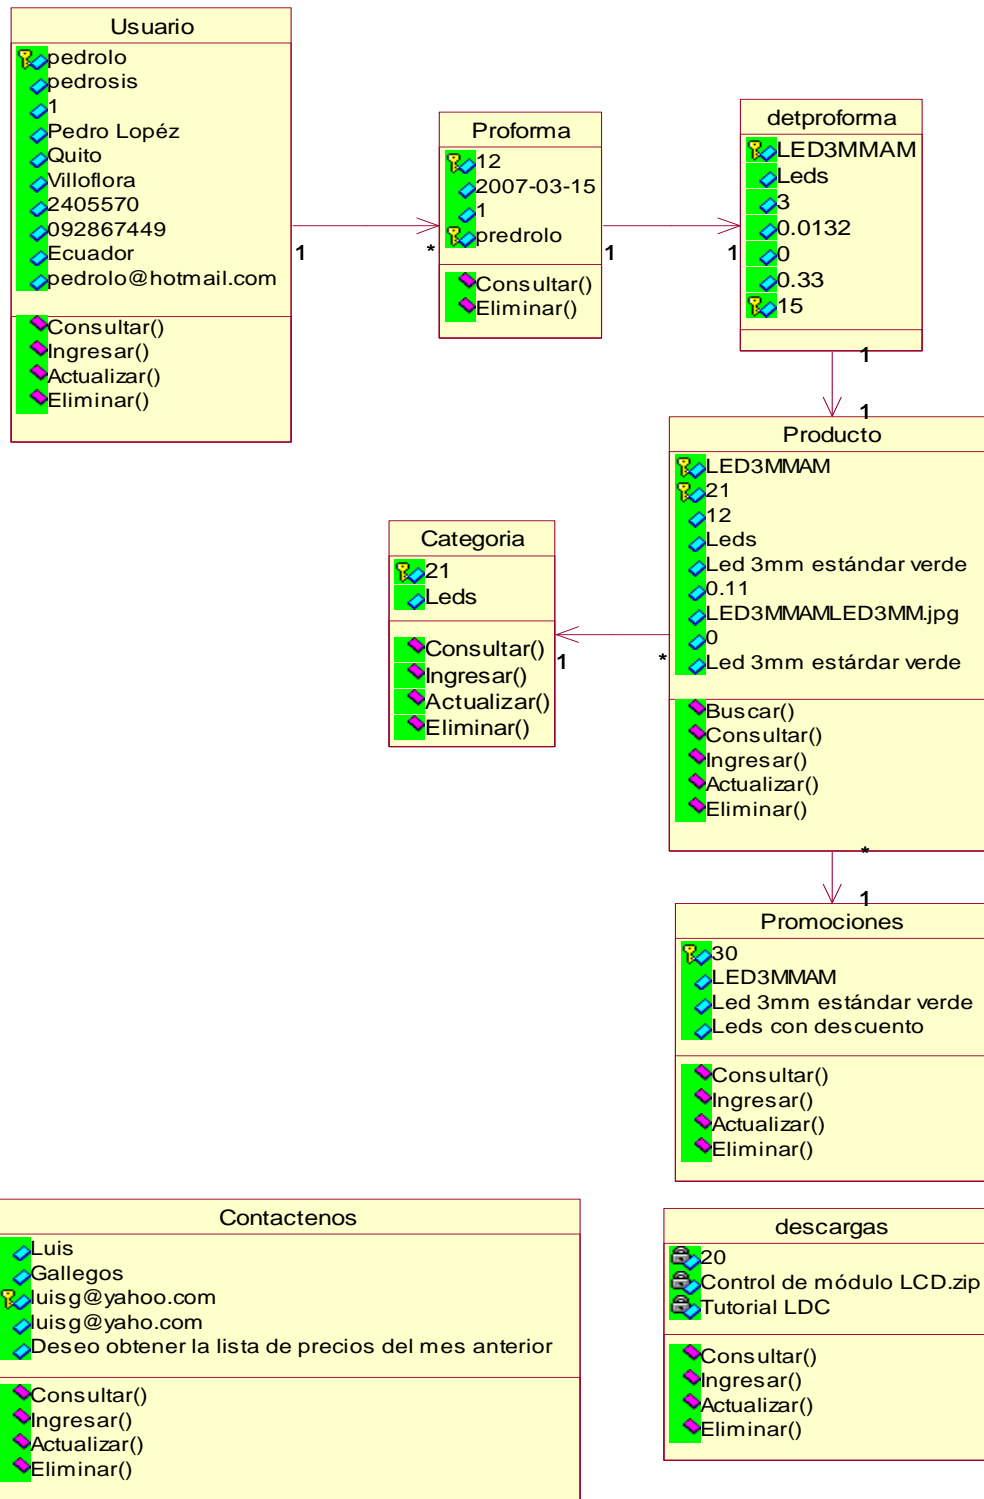 Usuario
pedrolo
pedrosis
1
Pedro Lopéz
Quito
Villoflora
2405570
092867449
Ecuador
pedrolo@hotmail.com
Consultar()
Ingresar()
Actualizar()
Eliminar()
1
*
Proforma
12
2007-03-15
1
predrolo
Consultar()
Eliminar()
1
1
detproforma
LED3MMAM
Leds
3
0.0132
0
0.33
15
1
1
Producto
LED3MMAM
21
12
Leds
Led 3mm estándar verde
0.11
LED3MMAMLED3MM.jpg
0
Led 3mm estárdar verde
Buscar()
Consultar()
Ingresar()
Actualizar()
Eliminar()
*
1
Categoria
21
Leds
Consultar()
Ingresar()
Actualizar()
Eliminar()
*
1
Promociones
30
LED3MMAM
Led 3mm estándar verde
Leds con descuento
Consultar()
Ingresar()
Actualizar()
Eliminar()
Contactenos
Luis
Gallegos
luisg@yahoo.com
luisg@yaho.com
Deseo obtener la lista de precios del mes anterior
Consultar()
Ingresar()
Actualizar()
Eliminar()
descargas
20
Control de módulo LCD.zip
Tutorial LDC
Consultar()
Ingresar()
Actualizar()
Eliminar()